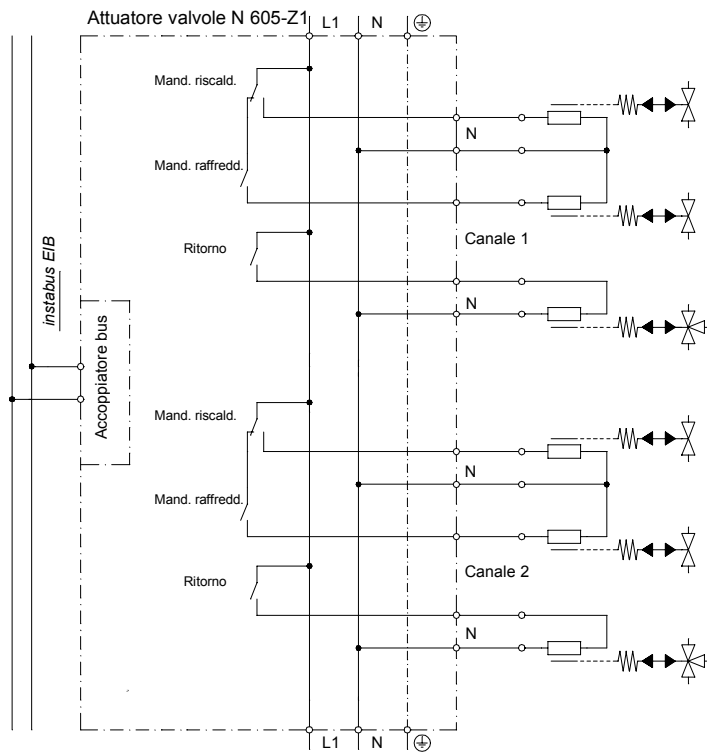 Attuatore valvole N 605-Z1
L1 N
Mand. riscald.
N
Mand. raffredd.
Canale 1
Ritorno
N
instabus EIB
Accoppiatore bus
Mand. riscald.
N
Mand. raffredd.
Canale 2
Ritorno
N
L1 N